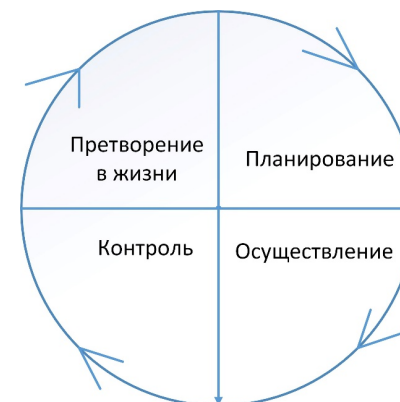 Претворение
в жизни
Планирование
Контроль
Осуществление